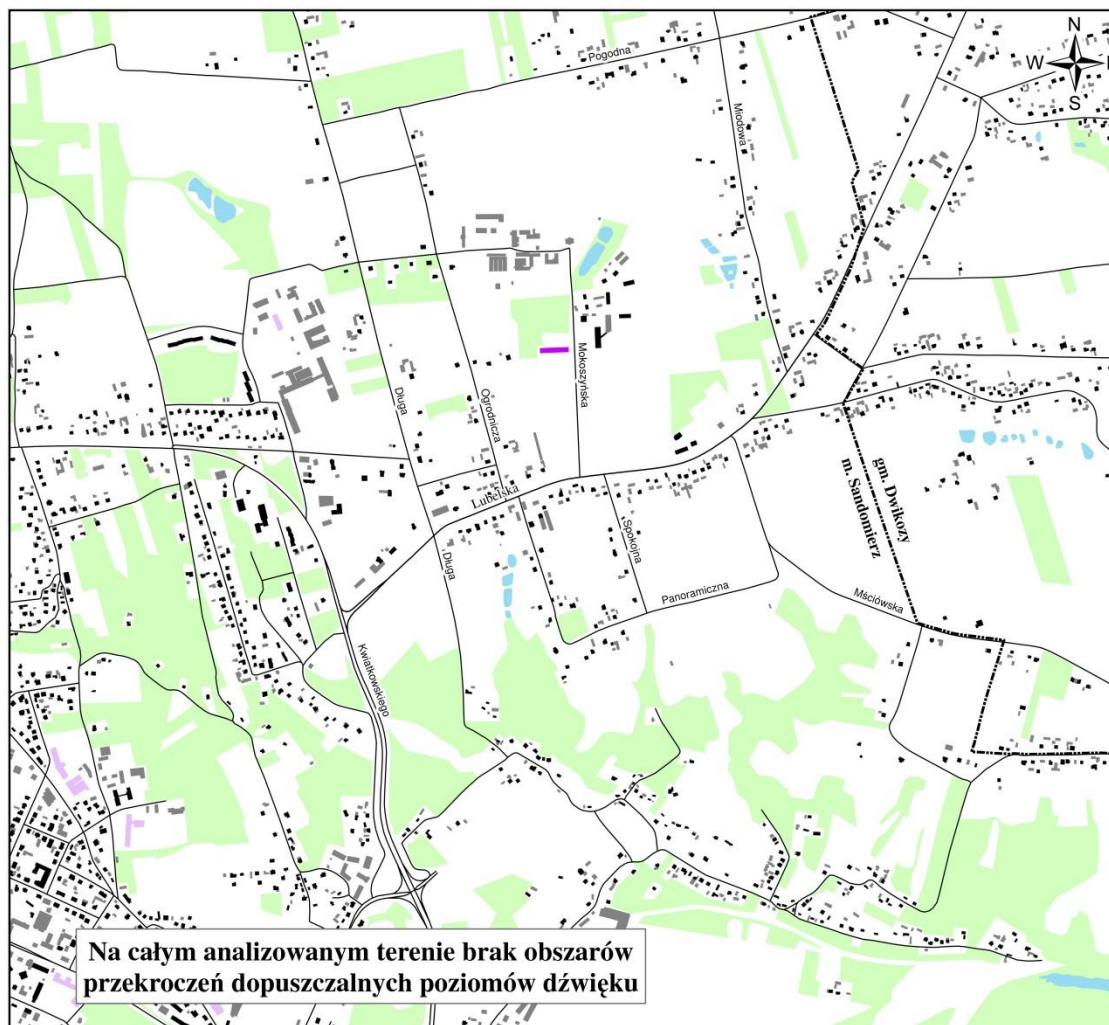 N
W
S
Pogodna
Miodowa
Mokoszyńska
Długa
Ogrodnicza
Lubelska
gm. Dwikozy
m. Sandomierz
Spokojna
Długa
Panoramiczna
Mściówska
Kwiatkowskiego
Na całym analizowanym terenie brak obszarów
przekroczeń dopuszczalnych poziomów dźwięku